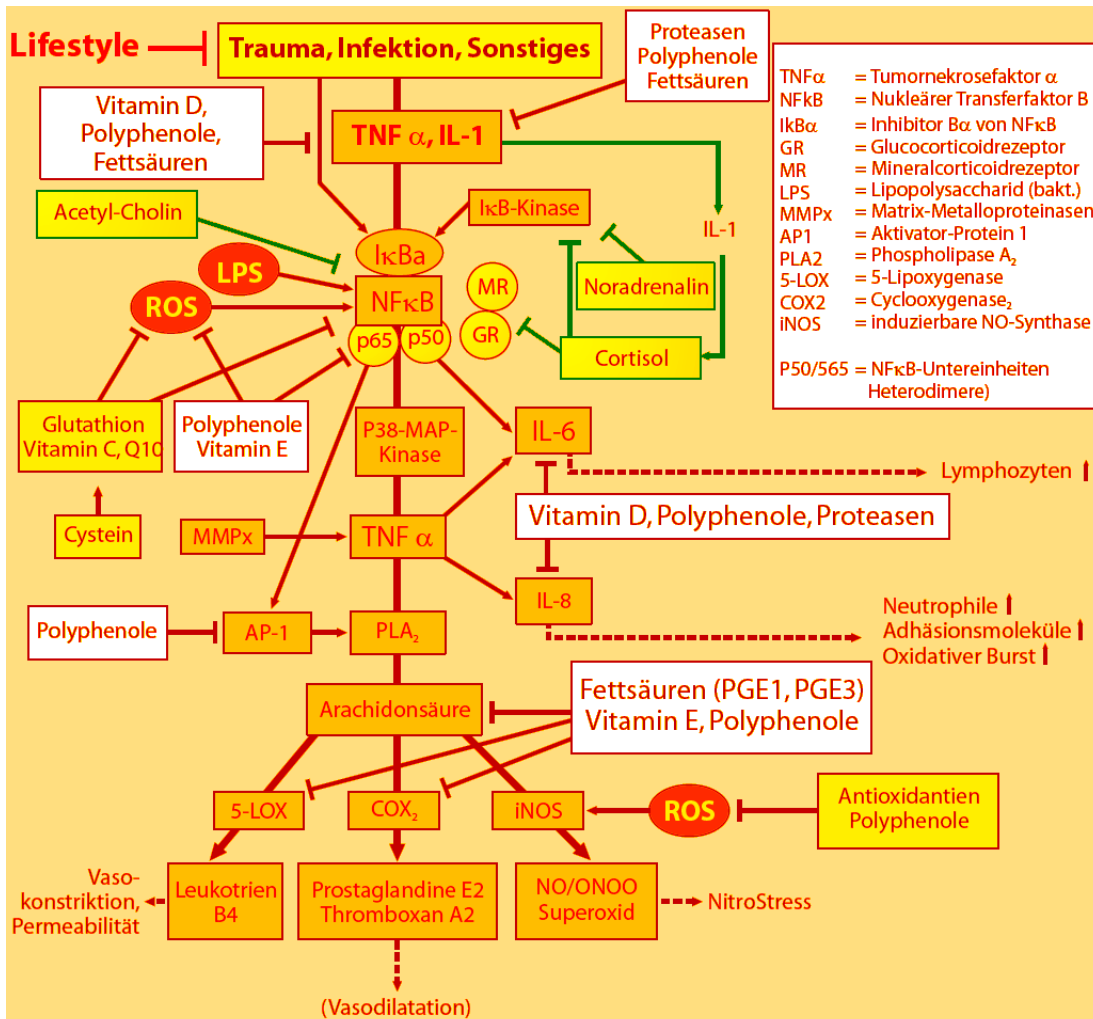 Lifestyle
Trauma, Infektion, Sonstiges
Proteasen
Polyphenole
Fettsäuren
Vitamin D,
Polyphenole,
Fettsäuren
TNF α, IL-1
TNFα = Tumornekrosefaktor α
NFkB = Nukleärer Transferfaktor B
IkBα = Inhibitor Bα von NFκB
GR = Glucocorticoidrezeptor
MR = Mineralcorticoidrezeptor
LPS = Lipopolysaccharid (bakt.)
MMPx = Matrix-Metalloproteinasen
AP1 = Aktivator-Protein 1
PLA2 = Phospholipase A₂
5-LOX = 5-Lipoxygenase
COX2 = Cyclooxygenase₂
iNOS = induzierbare NO-Synthase
P50/565 = NFκB-Untereinheiten
Heterodimere)
Acetyl-Cholin
IκB-Kinase
IL-1
IκBa
LPS
NFκB
MR
Noradrenalin
ROS
p65
p50
GR
Cortisol
Glutathion
Vitamin C, Q10
Polyphenole
Vitamin E
P38-MAP-
Kinase
IL-6
Lymphozyten
Vitamin D, Polyphenole, Proteasen
Cystein
MMPx
TNF α
IL-8
Neutrophile
Adhäsionsmoleküle
Oxidativer Burst
Polyphenole
AP-1
PLA₂
Arachidonsäure
Fettsäuren (PGE1, PGE3)
Vitamin E, Polyphenole
5-LOX
COX₂
iNOS
ROS
Antioxidantien
Polyphenole
Vaso-
konstriktion,
Permeabilität
Leukotrien
B4
Prostaglandine E2
Thromboxan A2
NO/ONOO
Superoxid
NitroStress
(Vasodilatation)